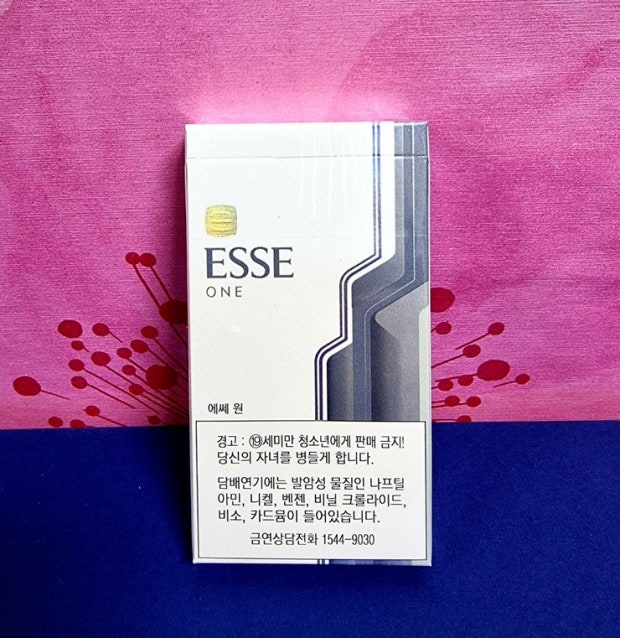 ESSE
ONE
에쎄 원
경고 : ⑲세미만 청소년에게 판매 금지!
당신의 자녀를 병들게 합니다.
담배연기에는 발암성 물질인 나프틸
아민, 니켈, 벤젠, 비닐 크롤라이드,
비소, 카드뮴이 들어있습니다.
금연상담전화 1544-9030